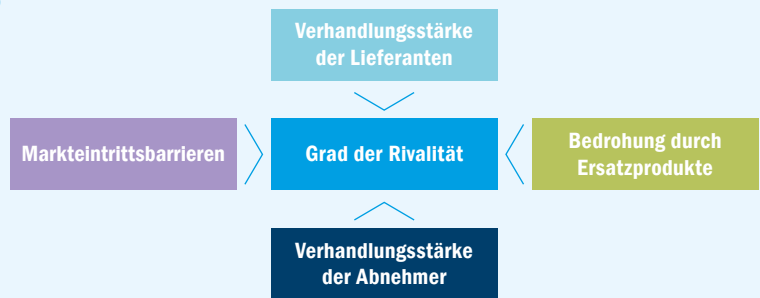 Verhandlungsstärke
der Lieferanten
Markteintrittsbarrieren
Grad der Rivalität
Bedrohung durch
Ersatzprodukte
Verhandlungsstärke
der Abnehmer